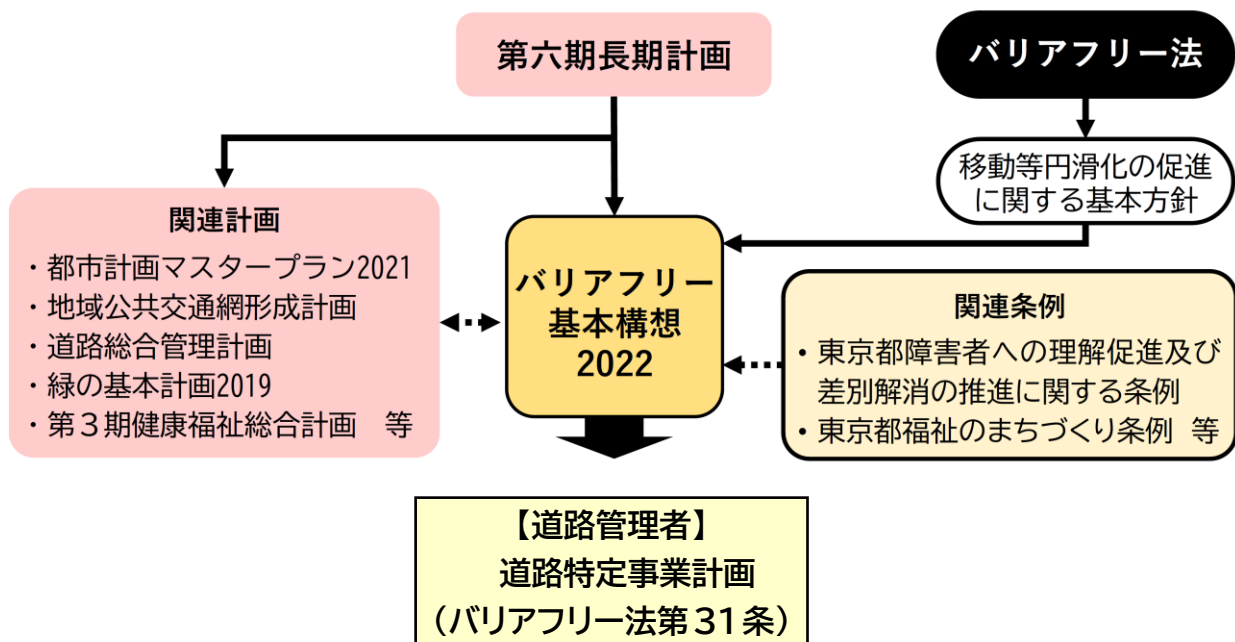 第六期長期計画
バリアフリー法
移動等円滑化の促進
に関する基本方針
関連計画
・都市計画マスタープラン2021
・地域公共交通網形成計画
・道路総合管理計画
・緑の基本計画2019
・第3期健康福祉総合計画　等
バリアフリー
基本構想
2022
関連条例
・東京都障害者への理解促進及び
差別解消の推進に関する条例
・東京都福祉のまちづくり条例 等
【道路管理者】
道路特定事業計画
（バリアフリー法第31条）